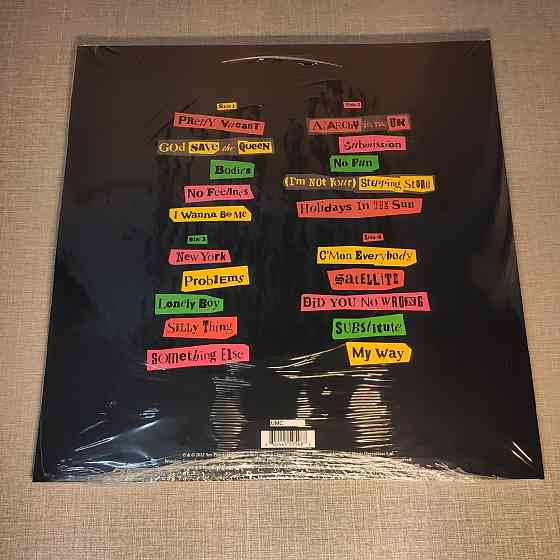 Side 1
PREttY VacanT
GOd SAVE the QuEEN
Bodies
No Feelings
I Wanna Be Me
Side 2
ANARCHY in the UK
Submission
No Fun
(I'm Not Your) Stepping Stone
Holidays In THE Sun
Side 3
New York
Problems
Lonely Boy
Silly Thing
Something Else
Side 4
C'Mon Everybody
SatELLITE
DiD YOU No WRONG
SUBStitute
My Way
UMC